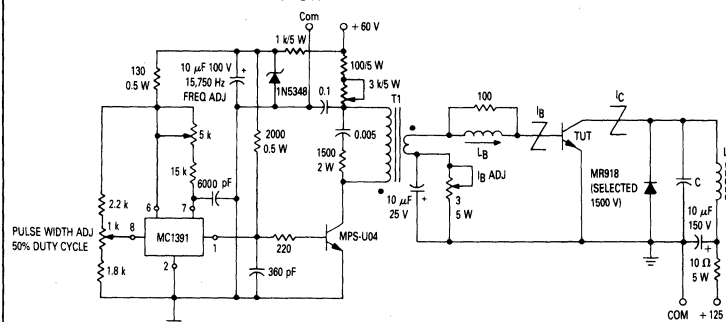 Com
+ 60 V
1 k/5 W
130
0.5 W
10 µF 100 V
15,750 Hz
FREQ ADJ
+
1N5348
100/5 W
3 k/5 W
0.1
T1
100
I_B
I_C
5 k
2000
0.5 W
0.005
L_B
TUT
15 k
1500
2 W
MR918
(SELECTED
1500 V)
C
L
6000 pF
I_B ADJ
10 µF
25 V
+
3
5 W
2.2 k
6
7
10 µF
150 V
PULSE WIDTH ADJ
50% DUTY CYCLE
1 k
8
MC1391
1
MPS-U04
220
+
10 Ω
5 W
1.8 k
2
360 pF
COM
+ 125